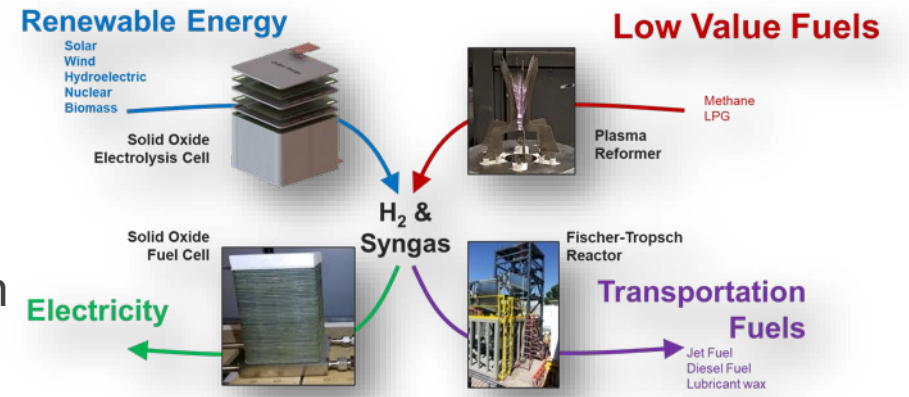 Renewable Energy
Solar
Wind
Hydroelectric
Nuclear
Biomass
Solid Oxide
Electrolysis Cell
Low Value Fuels
Methane
LPG
Plasma
Reformer
H₂ &
Syngas
Solid Oxide
Fuel Cell
Electricity
Fischer-Tropsch
Reactor
Transportation
Fuels
Jet Fuel
Diesel Fuel
Lubricant wax